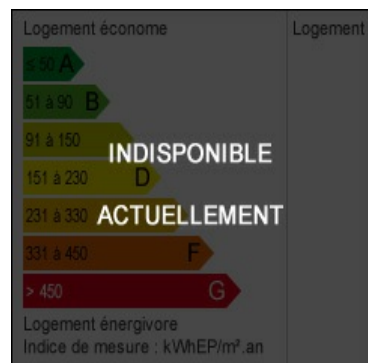 Logement économe
Logement
≤ 50 A
51 à 90 B
91 à 150
INDISPONIBLE
151 à 230 D
231 à 330
ACTUELLEMENT
331 à 450 F
> 450 G
Logement énergivore
Indice de mesure : kWhEP/m².an